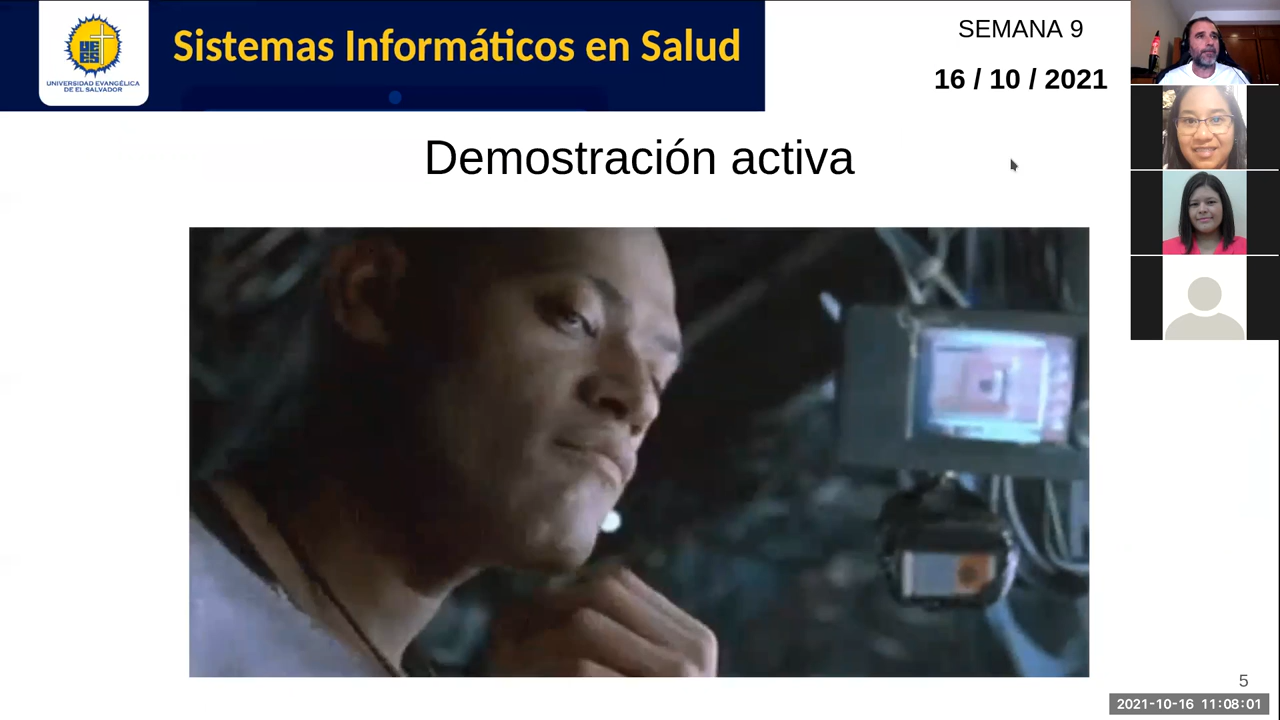 Sistemas Informáticos en Salud
UNIVERSIDAD EVANGÉLICA
DE EL SALVADOR
SEMANA 9
16 / 10 / 2021
Demostración activa
5
2021-10-16 11:08:01